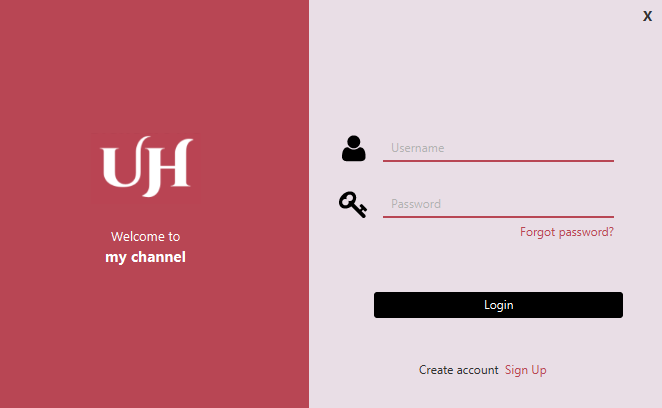 UH
Welcome to
my channel
X
Username
Password
Forgot password?
Login
Create account Sign Up